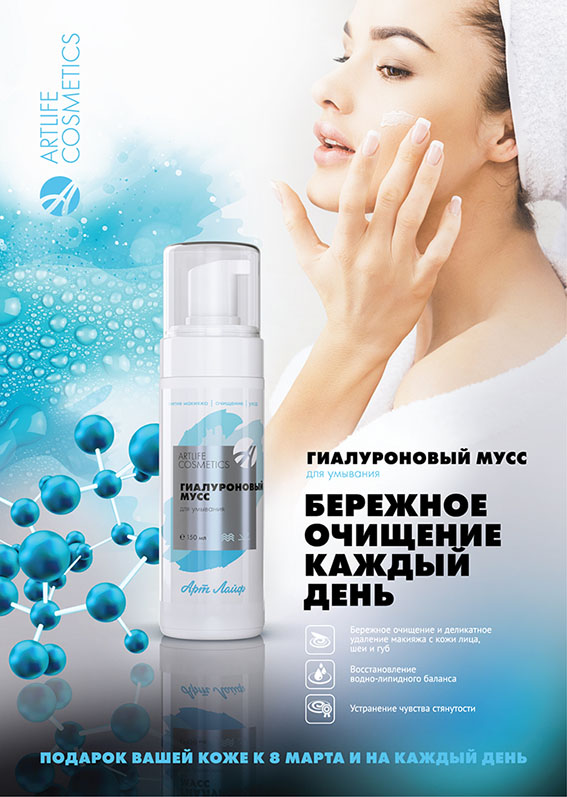 ARTLIFE
COSMETICS
снятие макияжа | очищение | уход
ARTLIFE
COSMETICS
ГИАЛУРОНОВЫЙ
МУСС
для умывания
℮ 150 мл
Арт Лайф
ГИАЛУРОНОВЫЙ МУСС
для умывания
БЕРЕЖНОЕ
ОЧИЩЕНИЕ
КАЖДЫЙ
ДЕНЬ
Бережное очищение и деликатное
удаление макияжа с кожи лица,
шеи и губ
Восстановление
водно-липидного баланса
Устранение чувства стянутости
ПОДАРОК ВАШЕЙ КОЖЕ К 8 МАРТА И НА КАЖДЫЙ ДЕНЬ